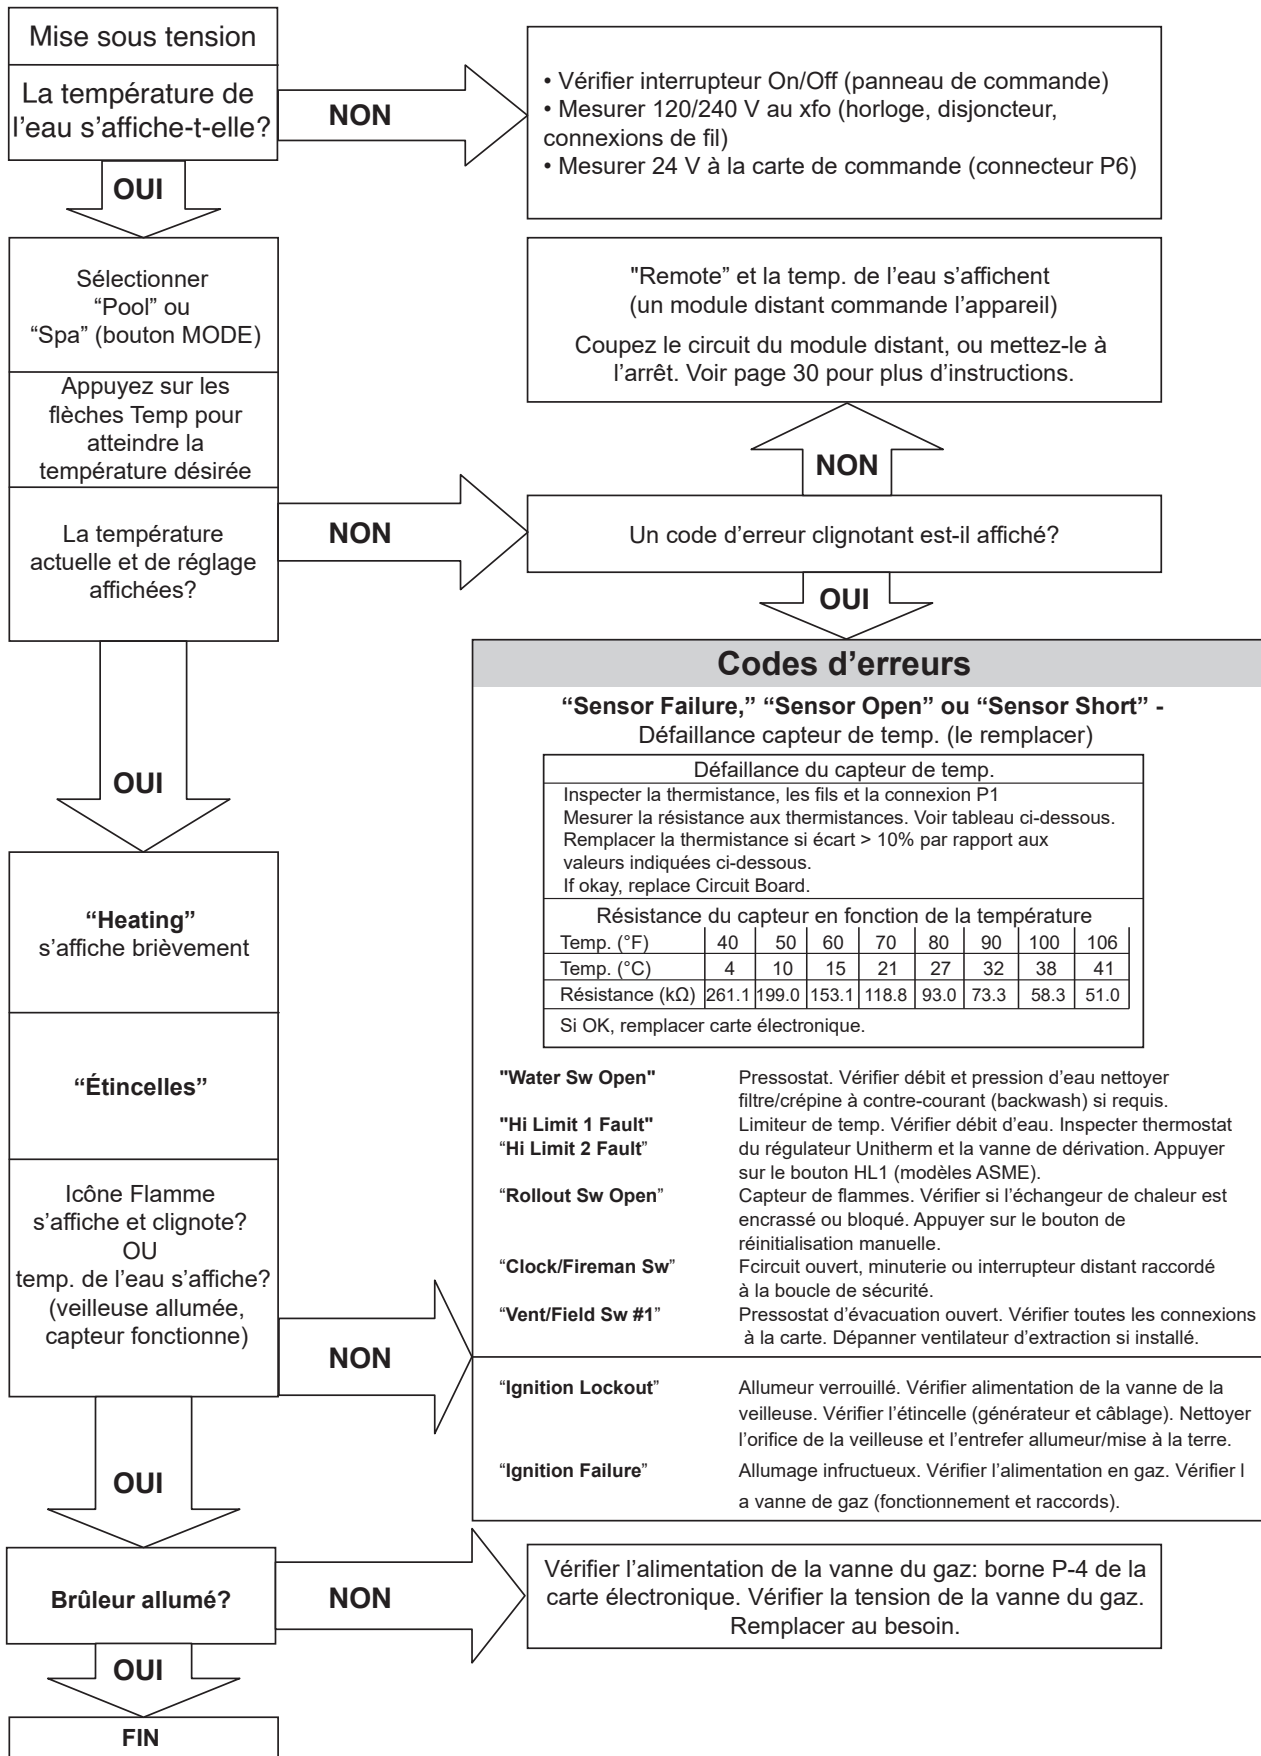 Mise sous tension
La température de
l'eau s'affiche-t-elle?
NON
• Vérifier interrupteur On/Off (panneau de commande)
• Mesurer 120/240 V au xfo (horloge, disjoncteur,
connexions de fil)
• Mesurer 24 V à la carte de commande (connecteur P6)
OUI
Sélectionner
“Pool” ou
“Spa” (bouton MODE)
Appuyez sur les
flèches Temp pour
atteindre la
température désirée
La température
actuelle et de réglage
affichées?
NON
"Remote” et la temp. de l’eau s’affichent
(un module distant commande l’appareil)
Coupez le circuit du module distant, ou mettez-le à
l’arrêt. Voir page 30 pour plus d’instructions.
NON
Un code d’erreur clignotant est-il affiché?
OUI
OUI
Codes d’erreurs
“Sensor Failure,” “Sensor Open” ou “Sensor Short” -
Défaillance capteur de temp. (le remplacer)
Défaillance du capteur de temp.
Inspecter la thermistance, les fils et la connexion P1
Mesurer la résistance aux thermistances. Voir tableau ci-dessous.
Remplacer la thermistance si écart > 10% par rapport aux
valeurs indiquées ci-dessous.
If okay, replace Circuit Board.
Résistance du capteur en fonction de la température
Temp. (°F) 40 50 60 70 80 90 100 106
Temp. (°C) 4 10 15 21 27 32 38 41
Résistance (kΩ) 261.1 199.0 153.1 118.8 93.0 73.3 58.3 51.0
Si OK, remplacer carte électronique.
"Water Sw Open" Pressostat. Vérifier débit et pression d’eau nettoyer
filtre/crépine à contre-courant (backwash) si requis.
"Hi Limit 1 Fault" Limiteur de temp. Vérifier débit d’eau. Inspecter thermostat
“Hi Limit 2 Fault” du régulateur Unitherm et la vanne de dérivation. Appuyer
sur le bouton HL1 (modèles ASME).
“Rollout Sw Open” Capteur de flammes. Vérifier si l’échangeur de chaleur est
encrassé ou bloqué. Appuyer sur le bouton de
réinitialisation manuelle.
“Clock/Fireman Sw” Fcircuit ouvert, minuterie ou interrupteur distant raccordé
à la boucle de sécurité.
“Vent/Field Sw #1” Pressostat d’évacuation ouvert. Vérifier toutes les connexions
à la carte. Dépanner ventilateur d’extraction si installé.
“Ignition Lockout” Allumeur verrouillé. Vérifier alimentation de la vanne de la
veilleuse. Vérifier l’étincelle (générateur et câblage). Nettoyer
l’orifice de la veilleuse et l’entrefer allumeur/mise à la terre.
“Ignition Failure” Allumage infructueux. Vérifier l’alimentation en gaz. Vérifier l
a vanne de gaz (fonctionnement et raccords).
“Heating”
s’affiche brièvement
“Étincelles”
Icône Flamme
s’affiche et clignote?
OU
temp. de l’eau s’affiche?
(veilleuse allumée,
capteur fonctionne)
NON
OUI
Brûleur allumé?
NON
Vérifier l’alimentation de la vanne du gaz: borne P-4 de la
carte électronique. Vérifier la tension de la vanne du gaz.
Remplacer au besoin.
OUI
FIN